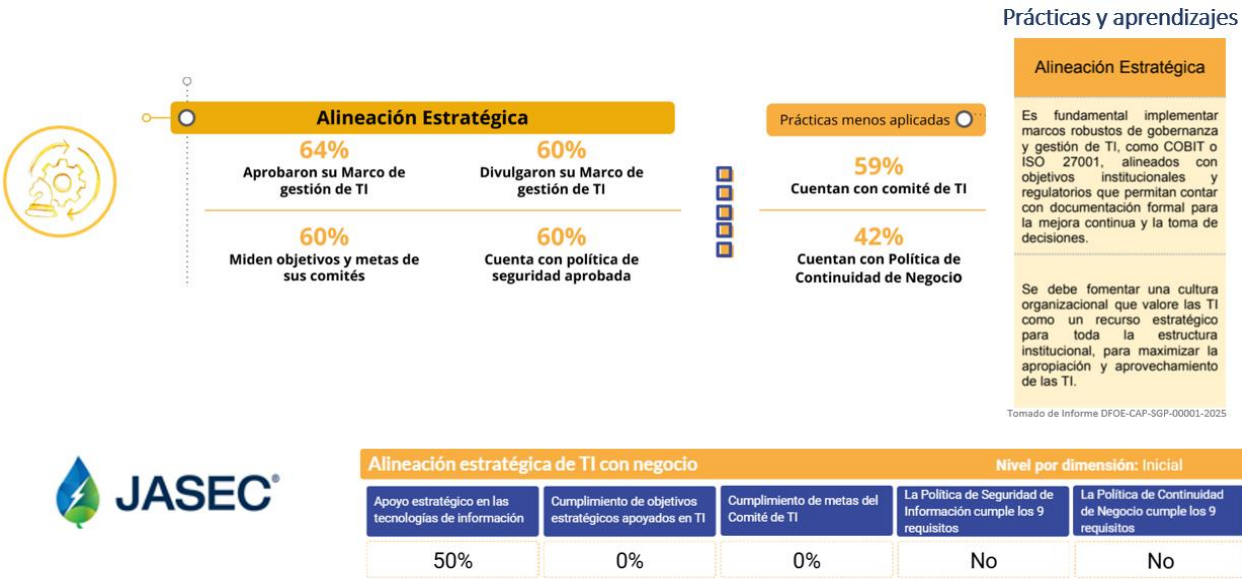 Prácticas y aprendizajes
Alineación Estratégica
64%
Aprobaron su Marco de
gestión de TI
60%
Divulgaron su Marco de
gestión de TI
60%
Miden objetivos y metas de
sus comités
60%
Cuenta con política de
seguridad aprobada
Prácticas menos aplicadas
59%
Cuentan con comité de TI
42%
Cuentan con Política de
Continuidad de Negocio
Alineación Estratégica
Es fundamental implementar
marcos robustos de gobernanza
y gestión de TI, como COBIT o
ISO 27001, alineados con
objetivos institucionales y
regulatorios que permitan contar
con documentación formal para
la mejora continua y la toma de
decisiones.
Se debe fomentar una cultura
organizacional que valore las TI
como un recurso estratégico
para toda la estructura
institucional, para maximizar la
apropiación y aprovechamiento
de las TI.
Tomado de Informe DFOE-CAP-SGP-00001-2025
JASEC®
Alineación estratégica de TI con negocio
Nivel por dimensión: Inicial
Apoyo estratégico en las
tecnologías de información
Cumplimiento de objetivos
estratégicos apoyados en TI
Cumplimiento de metas del
Comité de TI
La Política de Seguridad de
Información cumple los 9
requisitos
La Política de Continuidad
de Negocio cumple los 9
requisitos
50%
0%
0%
No
No